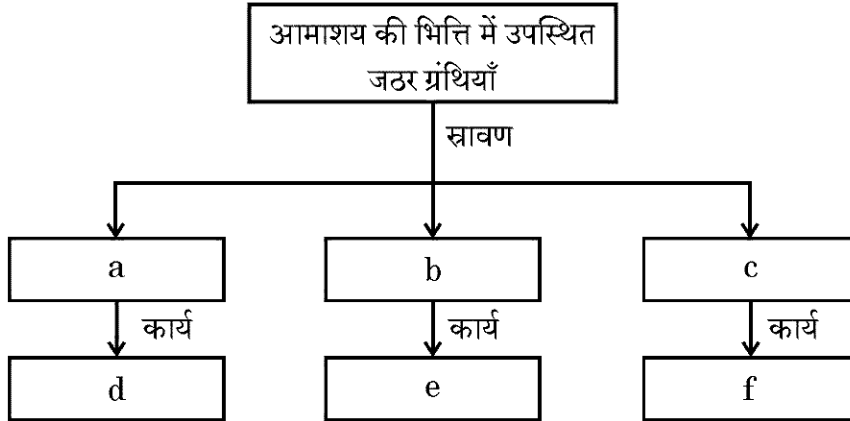 आमाशय की भित्ति में उपस्थित
जठर ग्रंथियाँ
स्रावण
a
b
c
कार्य
कार्य
कार्य
d
e
f